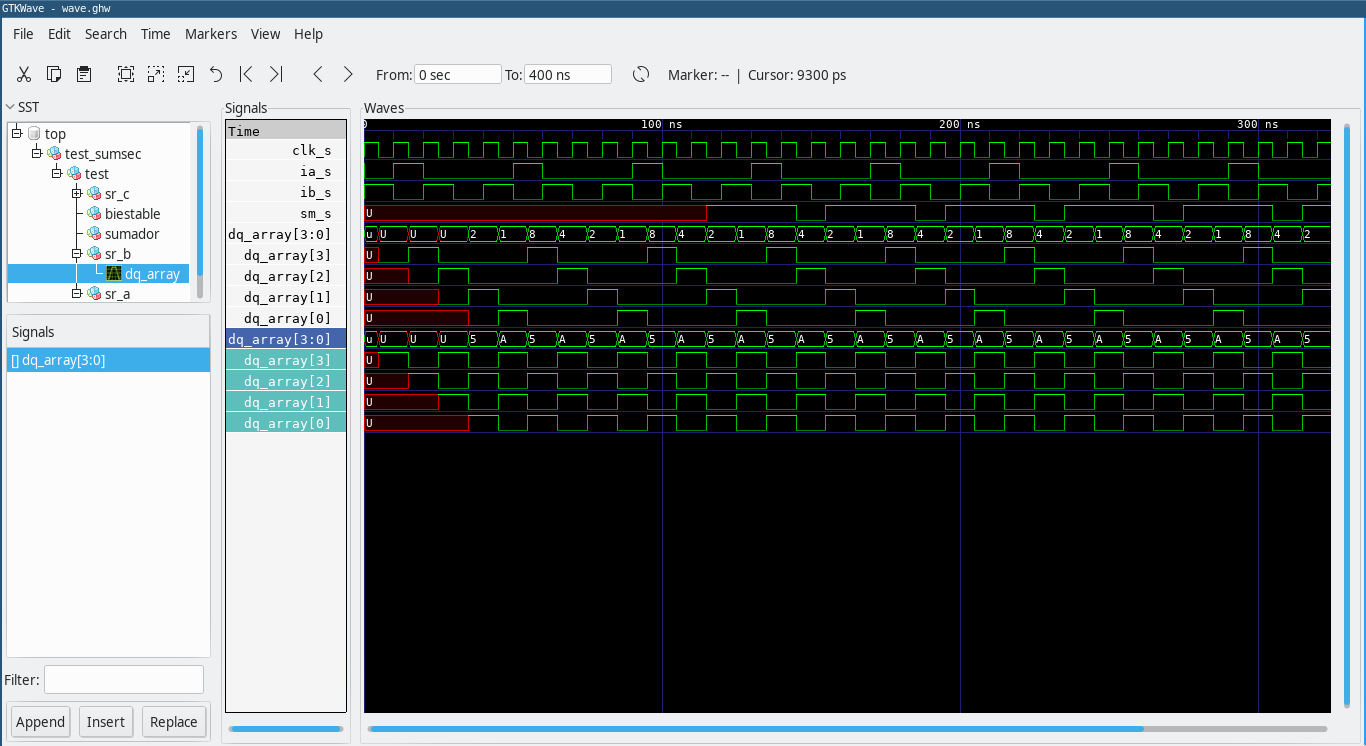 GTKWave - wave.ghw
File Edit Search Time Markers View Help
From: 0 sec To: 400 ns Marker: -- | Cursor: 9300 ps
SST
top
test_sumsec
test
sr_c
biestable
sumador
sr_b
dq_array
sr_a
Signals
[] dq_array[3:0]
Filter:
Append Insert Replace
Signals
Time
clk_s
ia_s
ib_s
sm_s
dq_array[3:0]
dq_array[3]
dq_array[2]
dq_array[1]
dq_array[0]
dq_array[3:0]
dq_array[3]
dq_array[2]
dq_array[1]
dq_array[0]
Waves
0 100 ns 200 ns 300 ns
U
u U U U 2 1 8 4 2 1 8 4 2 1 8 4 2 1 8 4 2 1 8 4 2 1 8 4 2 1 8 4 2
U
U
U
U
u U U U 5 A 5 A 5 A 5 A 5 A 5 A 5 A 5 A 5 A 5 A 5 A 5 A 5 A 5 A 5
U
U
U
U